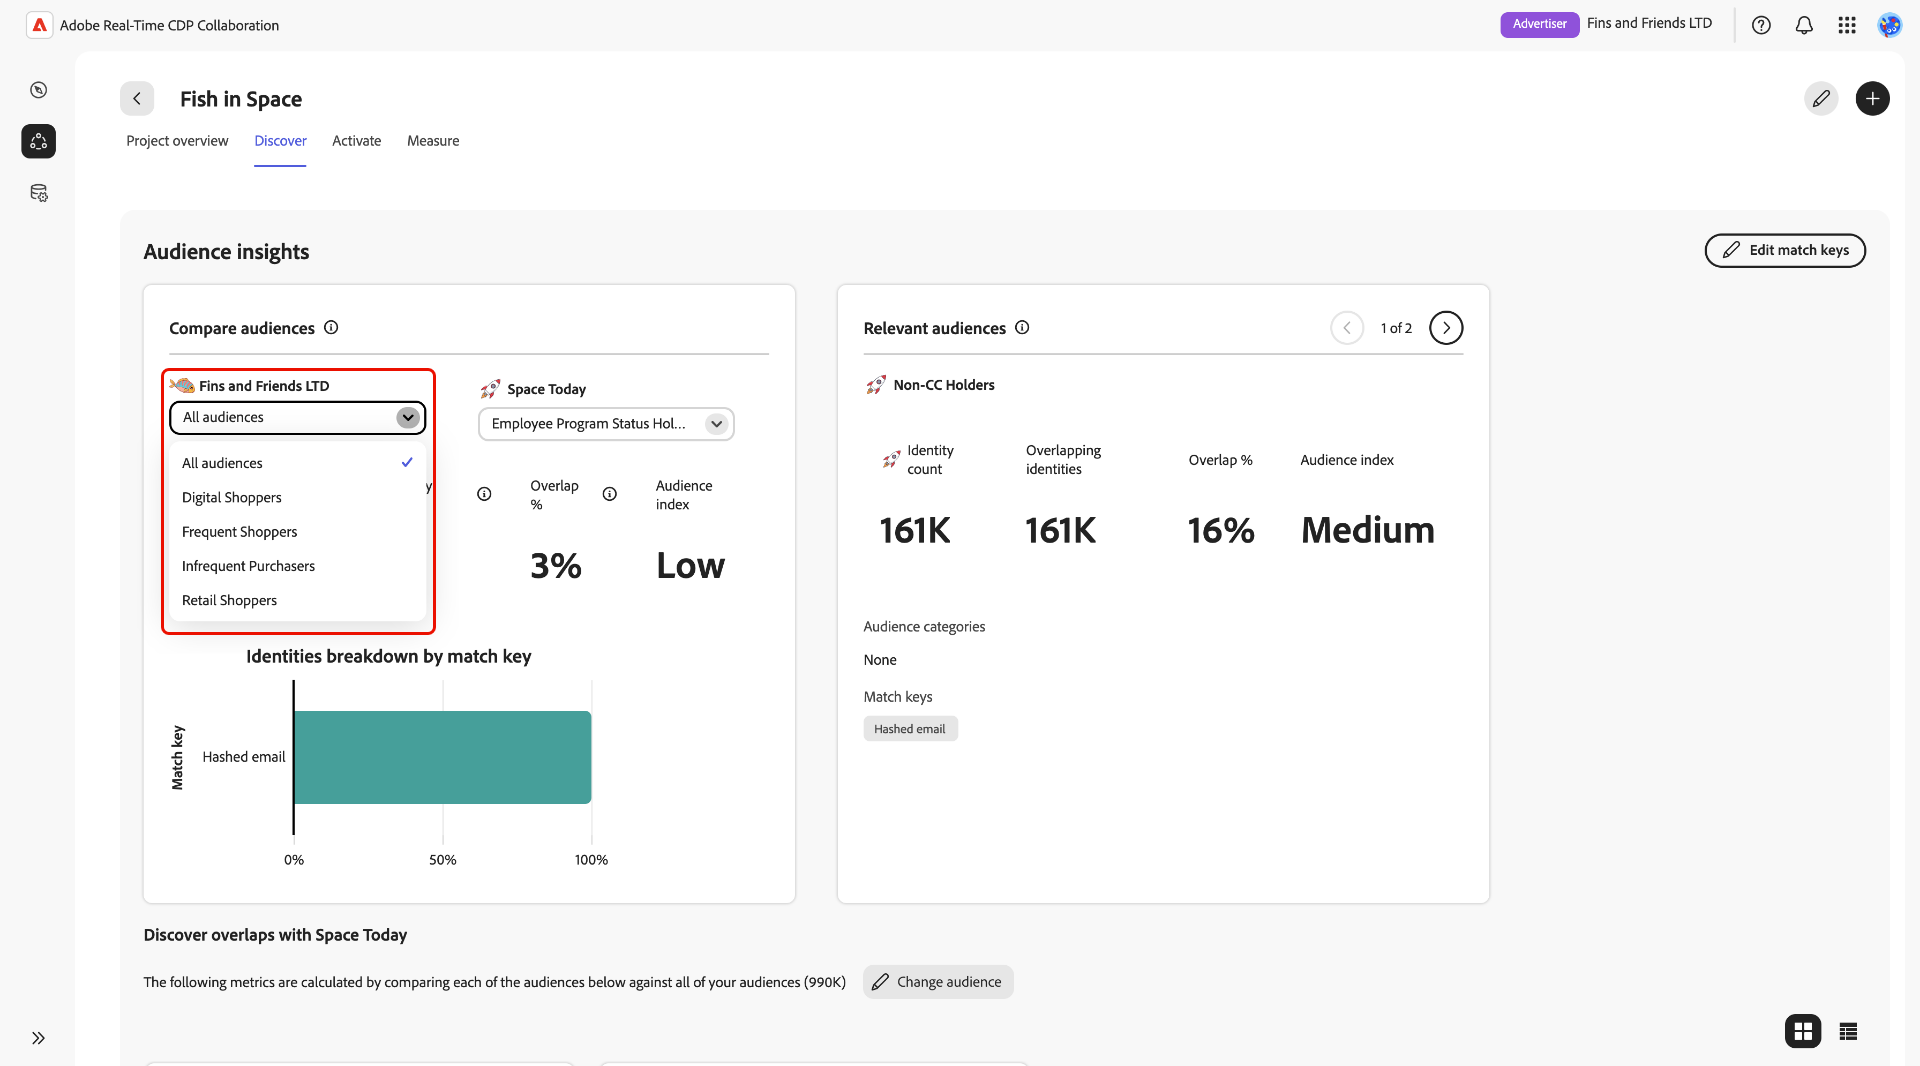 Adobe Real-Time CDP Collaboration
Advertiser
Fins and Friends LTD
Fish in Space
Project overview
Discover
Activate
Measure
Audience insights
Edit match keys
Compare audiences
Fins and Friends LTD
All audiences
All audiences
Digital Shoppers
Frequent Shoppers
Infrequent Purchasers
Retail Shoppers
Space Today
Employee Program Status Hol...
y
Overlap
%
Audience
index
3%
Low
Identities breakdown by match key
Match key
Hashed email
0%
50%
100%
Relevant audiences
1 of 2
Non-CC Holders
Identity
count
Overlapping
identities
Overlap %
Audience index
161K
161K
16%
Medium
Audience categories
None
Match keys
Hashed email
Discover overlaps with Space Today
The following metrics are calculated by comparing each of the audiences below against all of your audiences (990K)
Change audience